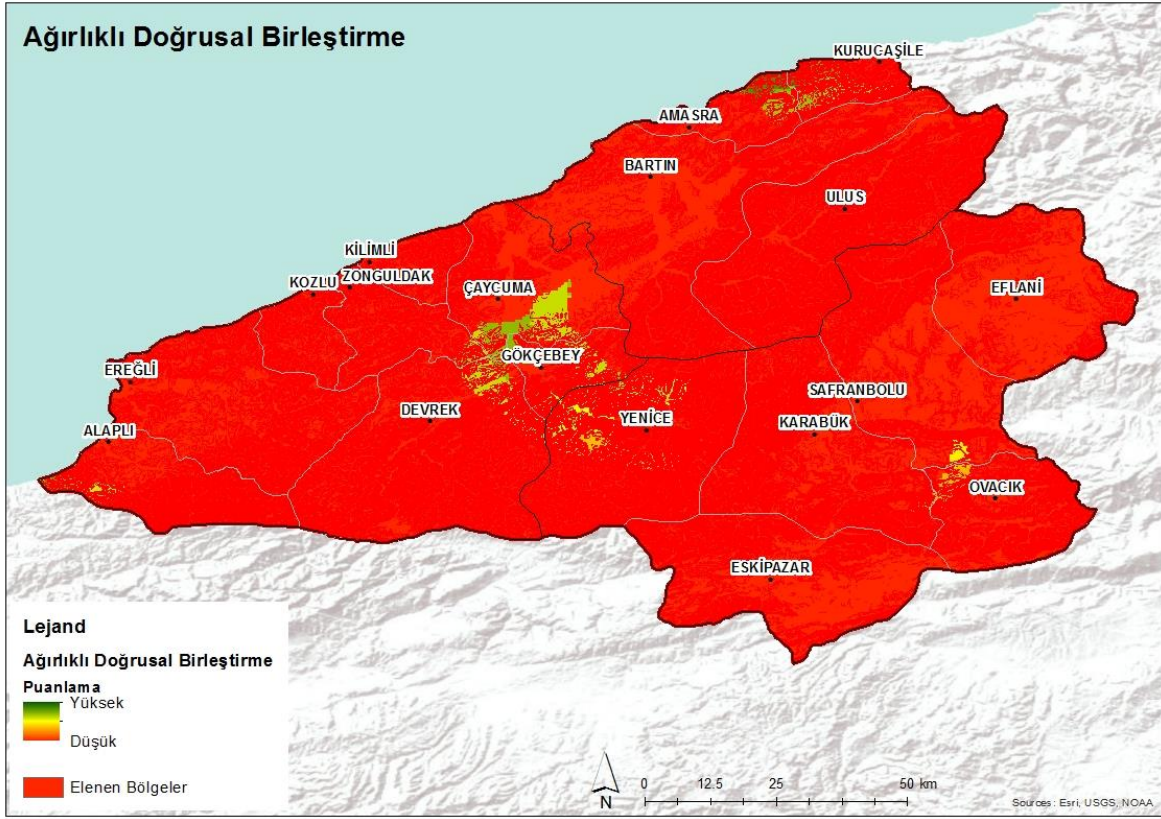 Ağırlıklı Doğrusal Birleştirme
KURUCAŞİLE
AMASRA
BARTIN
ULUS
KİLİMLİ
ZONGULDAK
KOZLU
ÇAYCUMA
EFLANİ
GÖKÇEBEY
EREĞLİ
SAFRANBOLU
DEVREK
YENİCE
KARABÜK
ALAPLI
OVACIK
ESKİPAZAR
Lejand
Ağırlıklı Doğrusal Birleştirme
Puanlama
Yüksek
Düşük
Elenen Bölgeler
N
0 12.5 25 50 km
Sources: Esri, USGS, NOAA